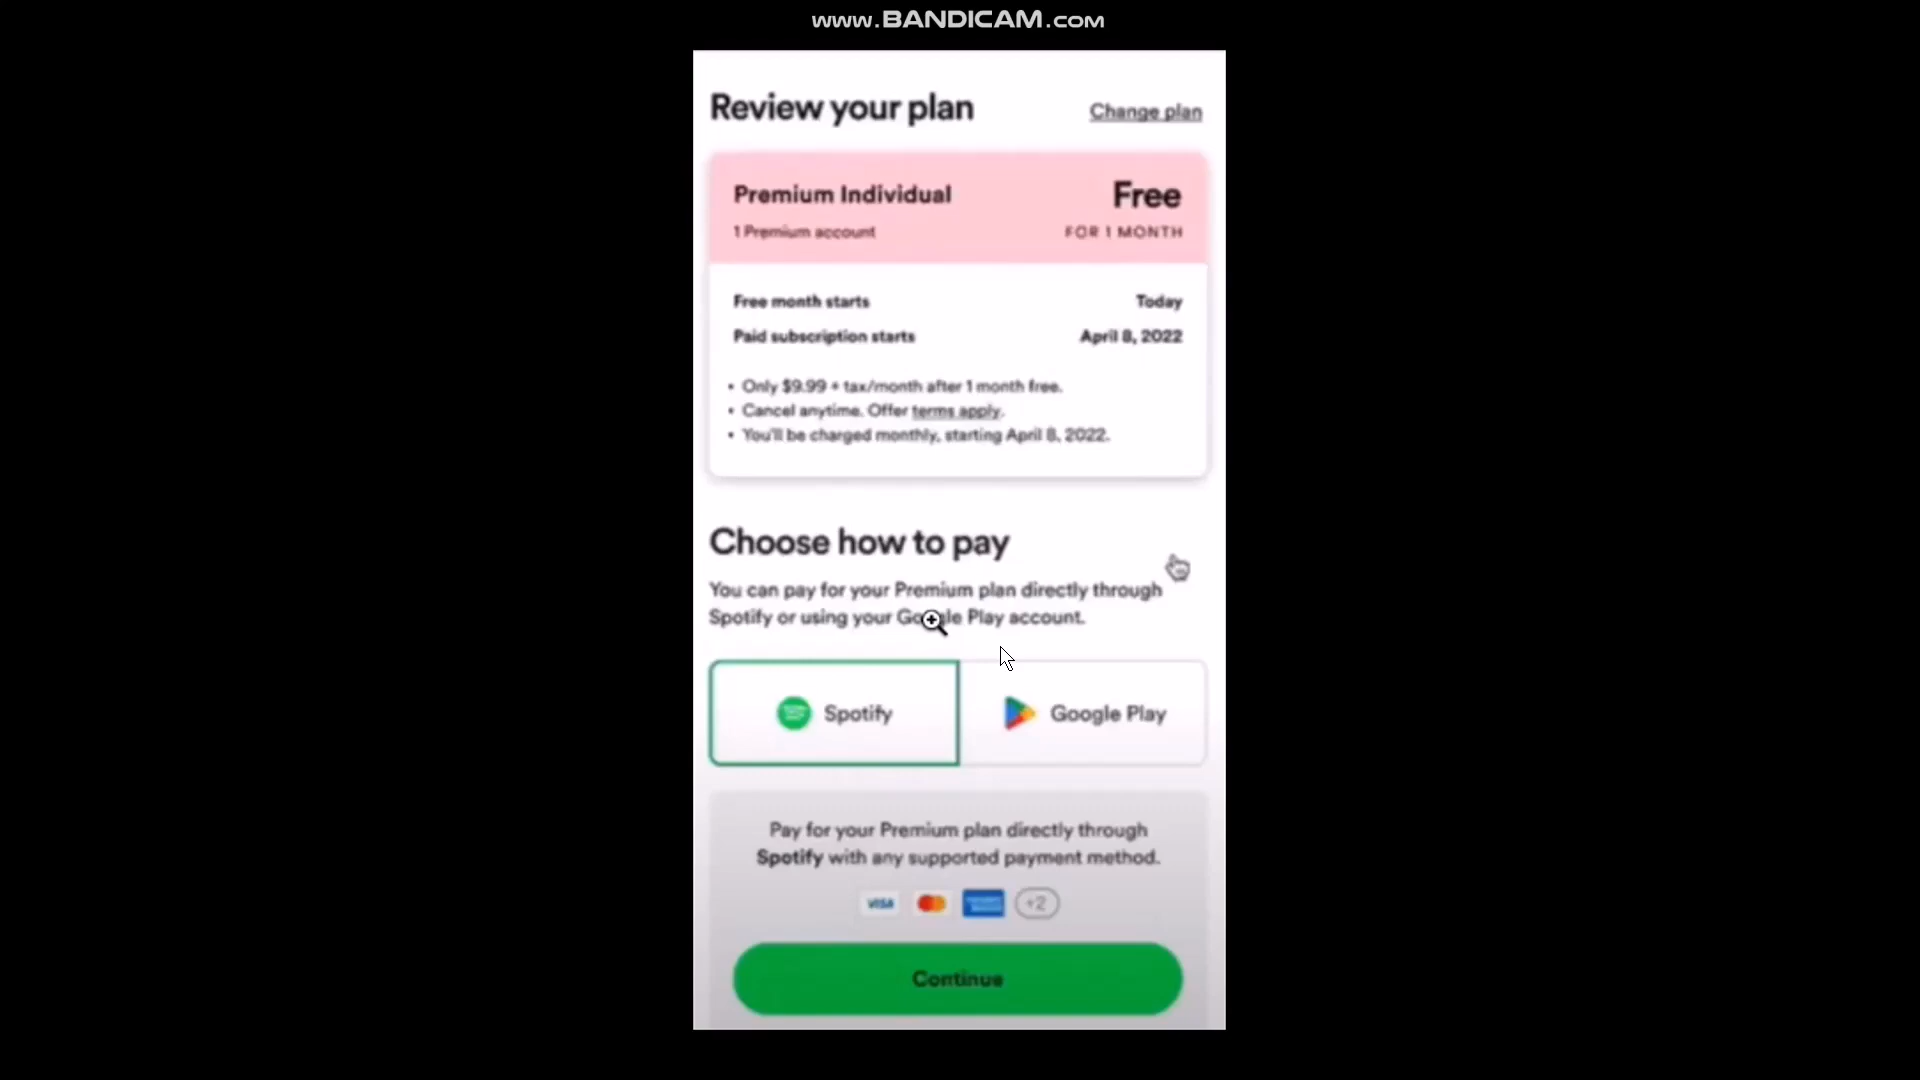 www.BANDICAM.com
Review your plan
Change plan
Premium Individual
Free
1 Premium account
FOR 1 MONTH
Free month starts
Today
Paid subscription starts
April 8, 2022
• Only $9.99 + tax/month after 1 month free.
• Cancel anytime. Offer terms apply.
• You'll be charged monthly, starting April 8, 2022.
Choose how to pay
You can pay for your Premium plan directly through
Spotify or using your Google Play account.
Spotify
Google Play
Pay for your Premium plan directly through
Spotify with any supported payment method.
VISA
+2
Continue